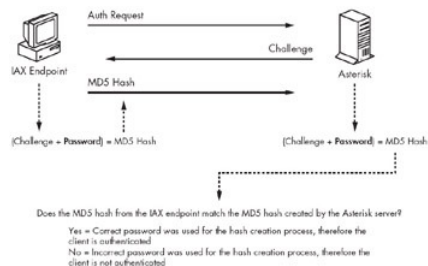 Auth Request
Challenge
IAX Endpoint
Asterisk
MD5 Hash
(Challenge + Password) = MD5 Hash
(Challenge + Password) = MD5 Hash
Does the MD5 hash from the IAX endpoint match the MD5 hash created by the Asterisk server?
Yes = Correct password was used for the hash creation process, therefore the
client is authenticated
No = Incorrect password was used for the hash creation process, therefore the
client is not authenticated